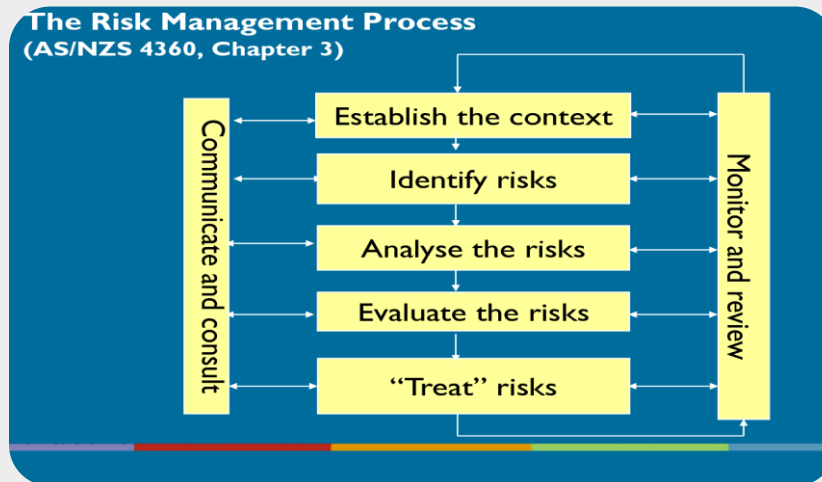 The Risk Management Process
(AS/NZS 4360, Chapter 3)
Communicate and consult
Establish the context
Identify risks
Analyse the risks
Evaluate the risks
“Treat” risks
Monitor and review